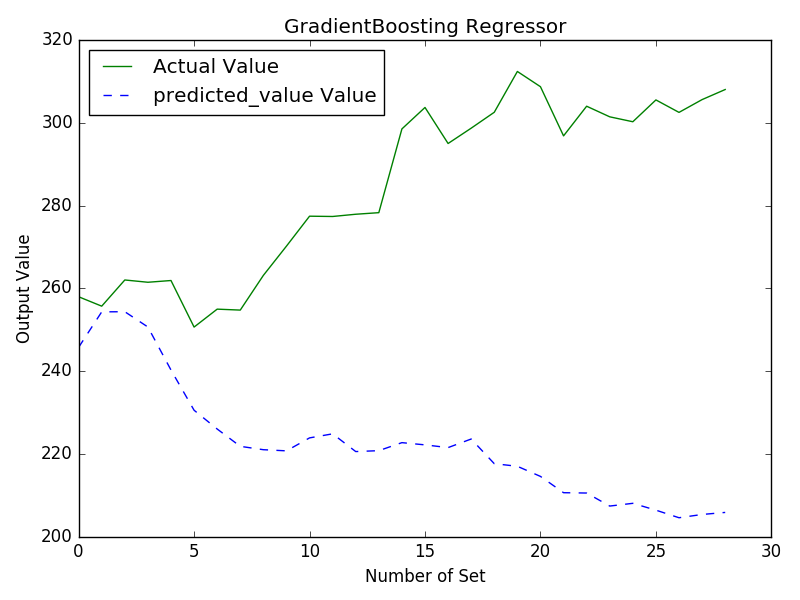 GradientBoosting Regressor
Actual Value
predicted_value Value
320
300
280
260
240
220
200
Output Value
0 5 10 15 20 25 30
Number of Set